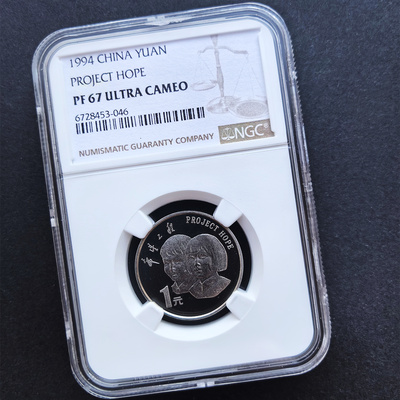 1994 CHINA YUAN
PROJECT HOPE
PF 67 ULTRA CAMEO
6728453-046
NUMISMATIC GUARANTY COMPANY
NGC
希望工程
PROJECT HOPE
1元